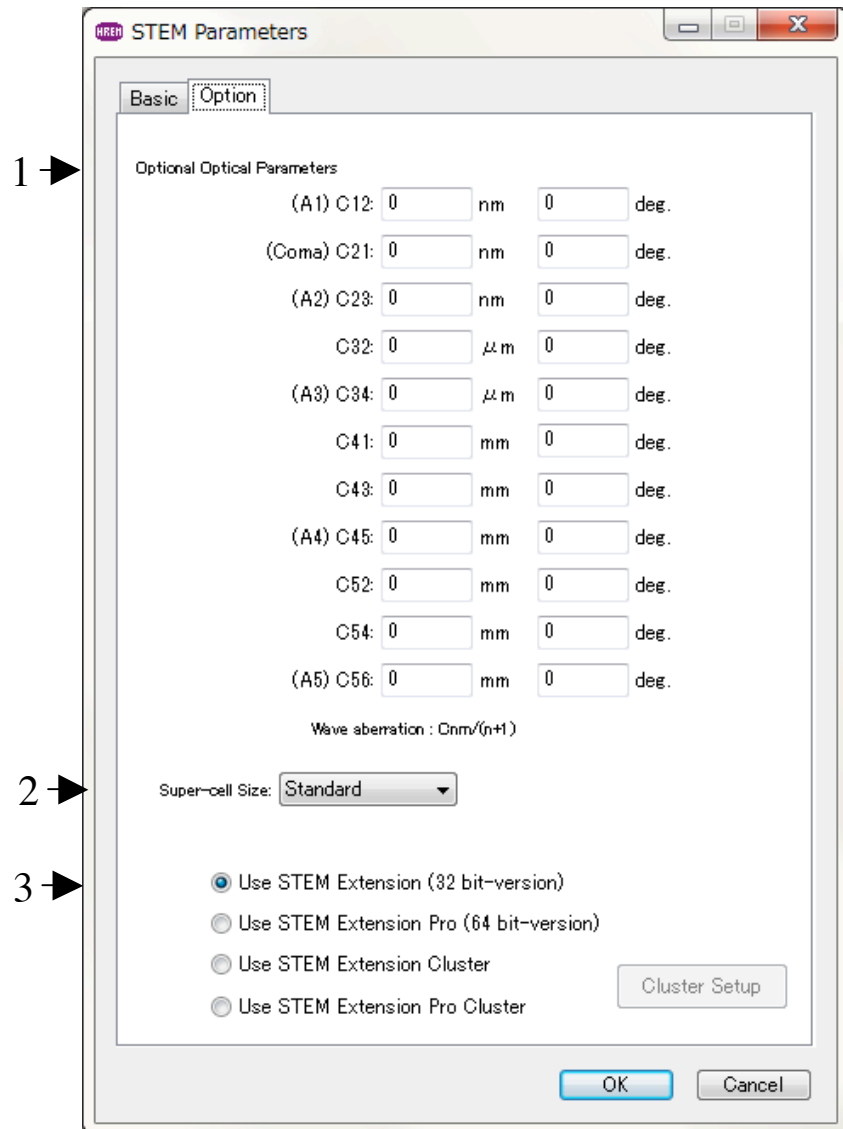 HREM STEM Parameters
Basic Option
1 Optional Optical Parameters
(A1) C12: 0 nm 0 deg.
(Coma) C21: 0 nm 0 deg.
(A2) C23: 0 nm 0 deg.
C32: 0 μm 0 deg.
(A3) C34: 0 μm 0 deg.
C41: 0 mm 0 deg.
C43: 0 mm 0 deg.
(A4) C45: 0 mm 0 deg.
C52: 0 mm 0 deg.
C54: 0 mm 0 deg.
(A5) C56: 0 mm 0 deg.
Wave aberration : Cnm/(n+1)
2 Super-cell Size: Standard
3 Use STEM Extension (32 bit-version)
Use STEM Extension Pro (64 bit-version)
Use STEM Extension Cluster
Cluster Setup
Use STEM Extension Pro Cluster
OK Cancel